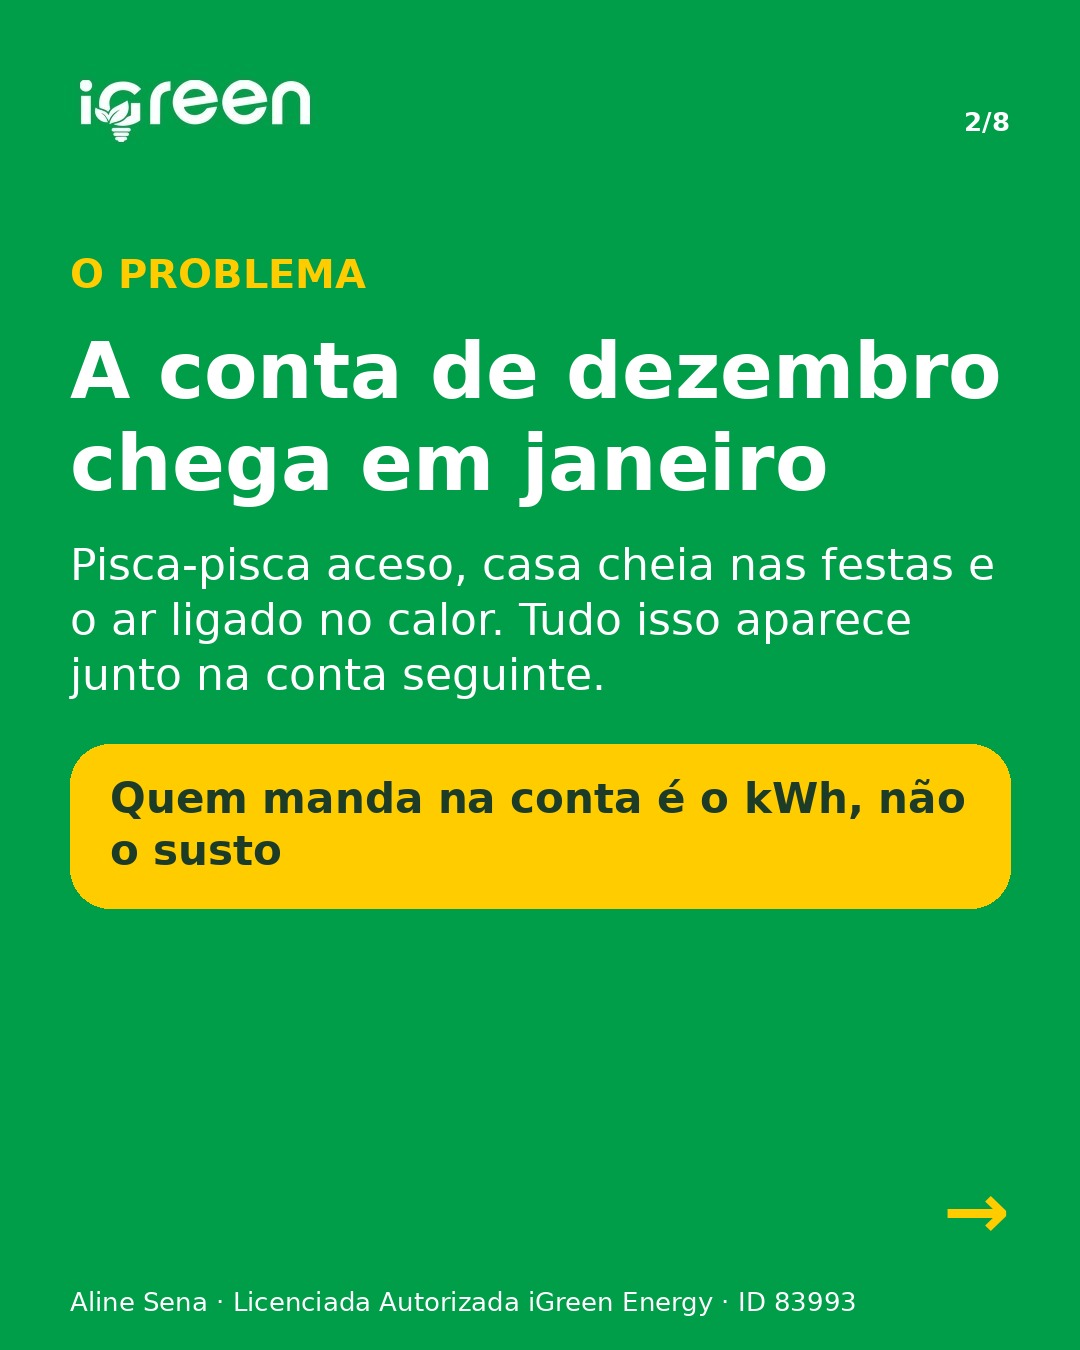 iGreen
2/8
O PROBLEMA
A conta de dezembro
chega em janeiro
Pisca-pisca aceso, casa cheia nas festas e
o ar ligado no calor. Tudo isso aparece
junto na conta seguinte.
Quem manda na conta é o kWh, não
o susto
→
Aline Sena · Licenciada Autorizada iGreen Energy · ID 83993